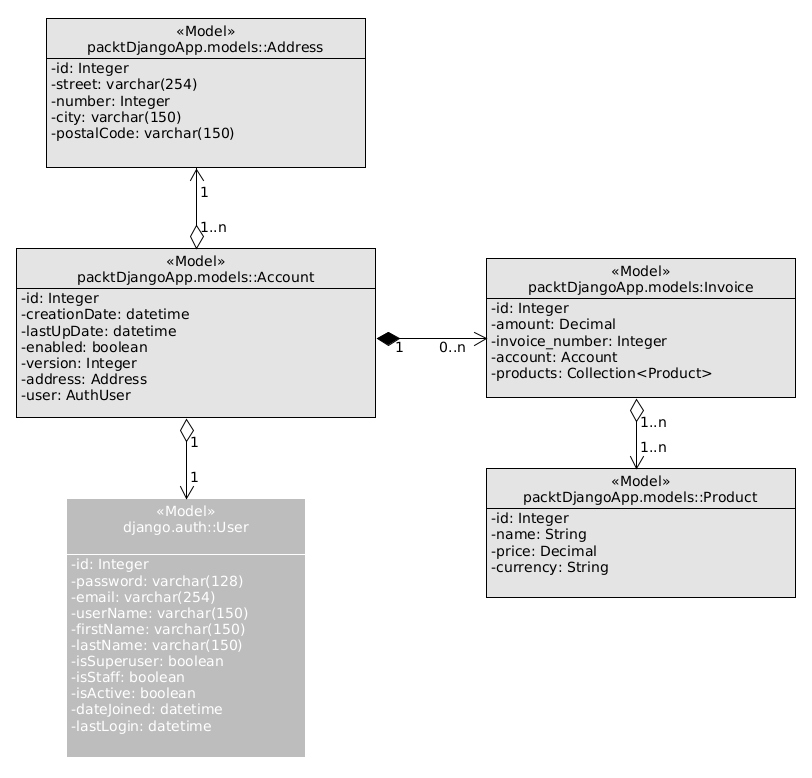 «Model»
packtDjangoApp.models::Address
-id: Integer
-street: varchar(254)
-number: Integer
-city: varchar(150)
-postalCode: varchar(150)
1
1..n
«Model»
packtDjangoApp.models::Account
-id: Integer
-creationDate: datetime
-lastUpDate: datetime
-enabled: boolean
-version: Integer
-address: Address
-user: AuthUser
1 0..n
«Model»
packtDjangoApp.models:Invoice
-id: Integer
-amount: Decimal
-invoice_number: Integer
-account: Account
-products: Collection<Product>
1..n
1..n
«Model»
packtDjangoApp.models::Product
-id: Integer
-name: String
-price: Decimal
-currency: String
1
1
«Model»
django.auth::User
-id: Integer
-password: varchar(128)
-email: varchar(254)
-userName: varchar(150)
-firstName: varchar(150)
-lastName: varchar(150)
-isSuperuser: boolean
-isStaff: boolean
-isActive: boolean
-dateJoined: datetime
-lastLogin: datetime